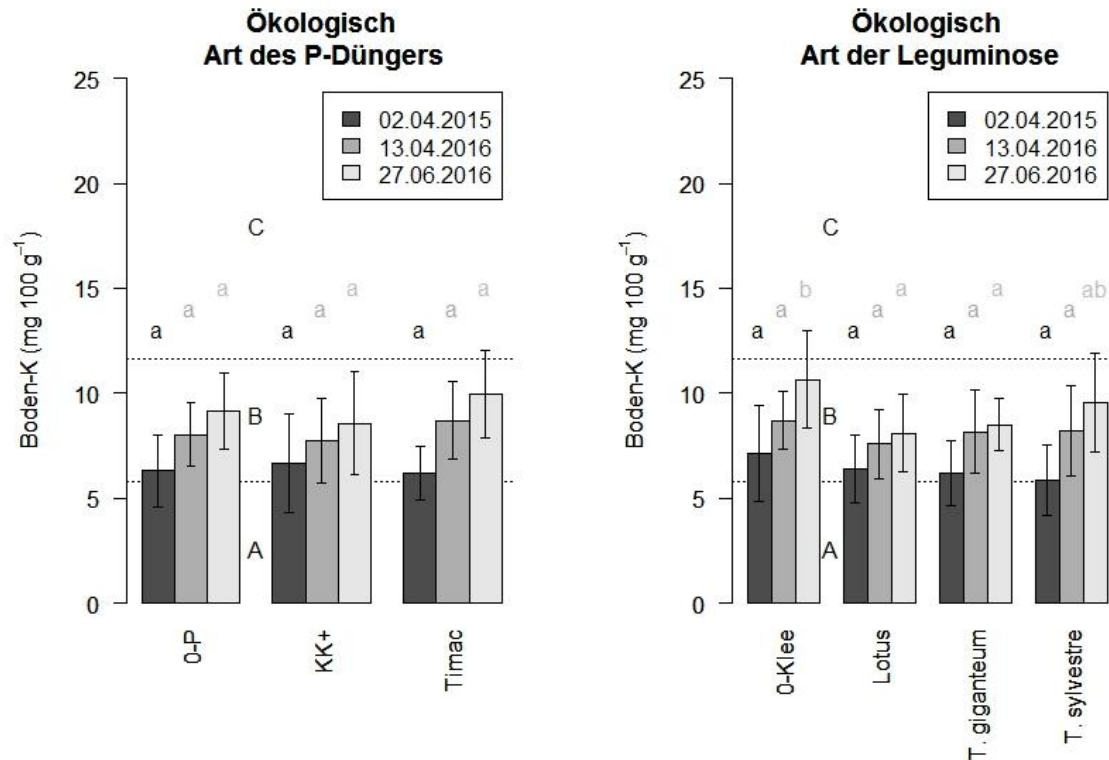 Ökologisch
Art des P-Düngers
25
20
15
10
5
0
Boden-K (mg 100 g⁻¹)
02.04.2015
13.04.2016
27.06.2016
C
a a a a a a a a a
B
A
0-P
KK+
Timac
Ökologisch
Art der Leguminose
25
20
15
10
5
0
Boden-K (mg 100 g⁻¹)
02.04.2015
13.04.2016
27.06.2016
C
a a b a a a a a a a a ab
B
A
0-Klee
Lotus
T. giganteum
T. sylvestre